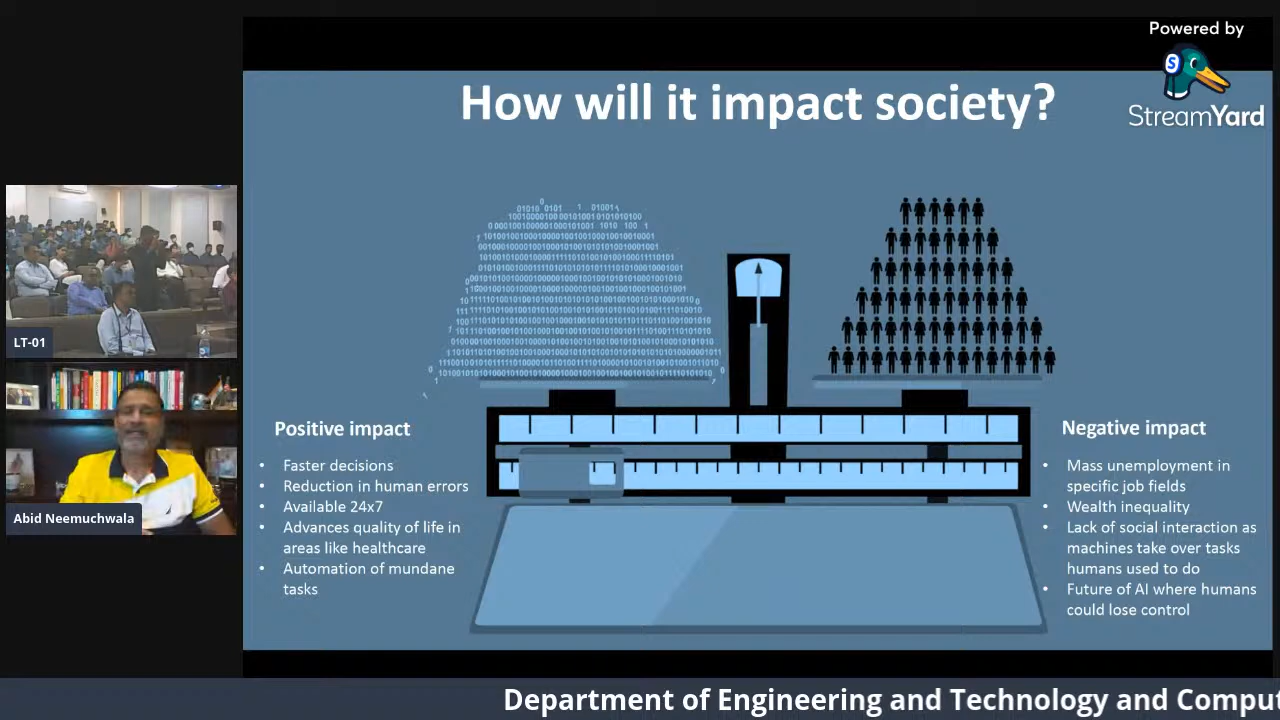 Powered by
StreamYard
How will it impact society?
LT-01
Abid Neemuchwala
Positive impact
• Faster decisions
• Reduction in human errors
• Available 24x7
• Advances quality of life in
areas like healthcare
• Automation of mundane
tasks
Negative impact
• Mass unemployment in
specific job fields
• Wealth inequality
• Lack of social interaction as
machines take over tasks
humans used to do
• Future of AI where humans
could lose control
Department of Engineering and Technology and Compu